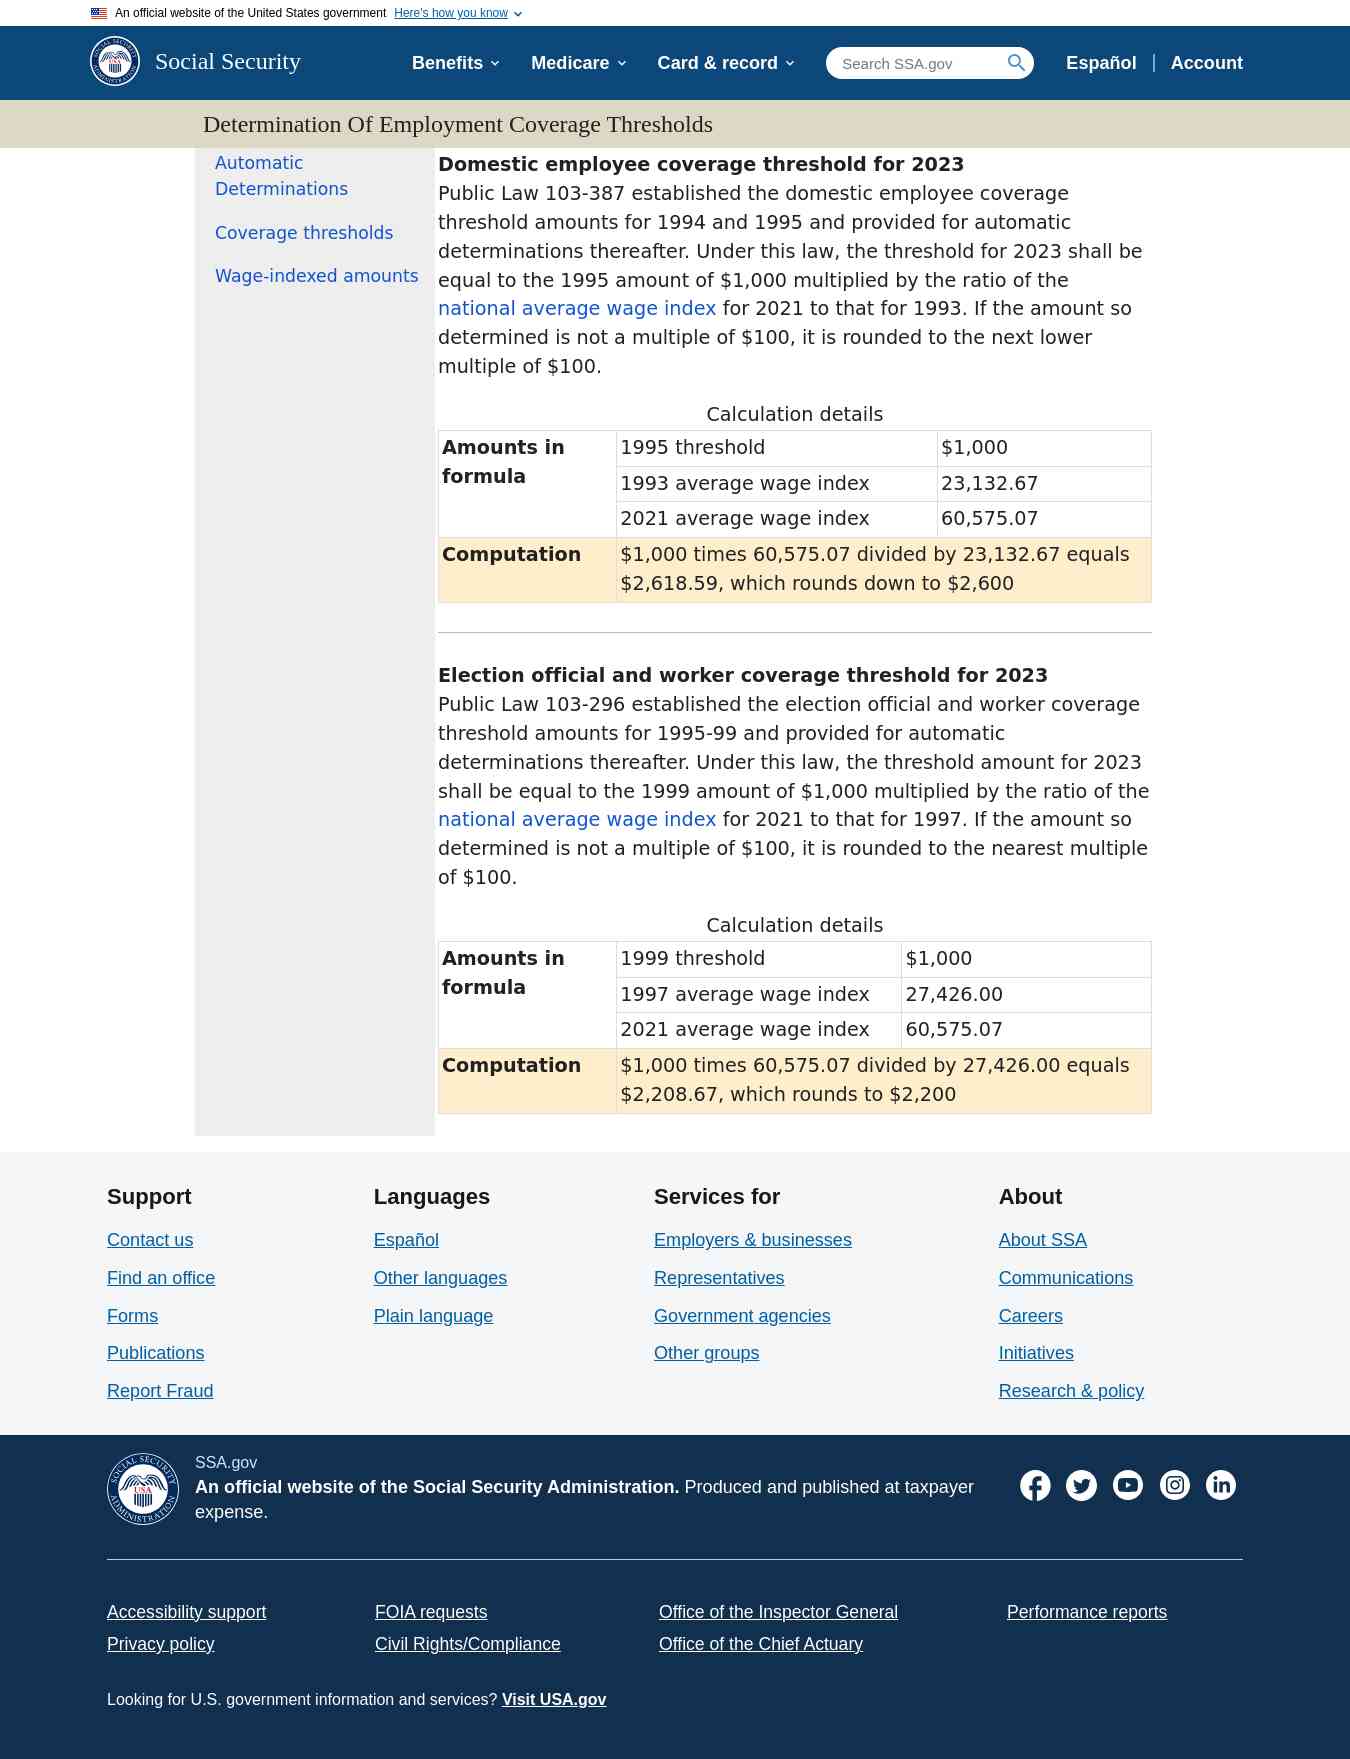 An official website of the United States government Here's how you know
Social Security
Benefits Medicare Card & record Search SSA.gov Español Account
Determination Of Employment Coverage Thresholds
Automatic
Determinations
Coverage thresholds
Wage-indexed amounts
Domestic employee coverage threshold for 2023
Public Law 103-387 established the domestic employee coverage
threshold amounts for 1994 and 1995 and provided for automatic
determinations thereafter. Under this law, the threshold for 2023 shall be
equal to the 1995 amount of $1,000 multiplied by the ratio of the
national average wage index for 2021 to that for 1993. If the amount so
determined is not a multiple of $100, it is rounded to the next lower
multiple of $100.
Calculation details
Amounts in
formula
1995 threshold $1,000
1993 average wage index 23,132.67
2021 average wage index 60,575.07
Computation
$1,000 times 60,575.07 divided by 23,132.67 equals
$2,618.59, which rounds down to $2,600
Election official and worker coverage threshold for 2023
Public Law 103-296 established the election official and worker coverage
threshold amounts for 1995-99 and provided for automatic
determinations thereafter. Under this law, the threshold amount for 2023
shall be equal to the 1999 amount of $1,000 multiplied by the ratio of the
national average wage index for 2021 to that for 1997. If the amount so
determined is not a multiple of $100, it is rounded to the nearest multiple
of $100.
Calculation details
Amounts in
formula
1999 threshold $1,000
1997 average wage index 27,426.00
2021 average wage index 60,575.07
Computation
$1,000 times 60,575.07 divided by 27,426.00 equals
$2,208.67, which rounds to $2,200
Support
Contact us
Find an office
Forms
Publications
Report Fraud
Languages
Español
Other languages
Plain language
Services for
Employers & businesses
Representatives
Government agencies
Other groups
About
About SSA
Communications
Careers
Initiatives
Research & policy
SOCIAL SECURITY
USA
ADMINISTRATION
SSA.gov
An official website of the Social Security Administration. Produced and published at taxpayer
expense.
Accessibility support FOIA requests Office of the Inspector General Performance reports
Privacy policy Civil Rights/Compliance Office of the Chief Actuary
Looking for U.S. government information and services? Visit USA.gov